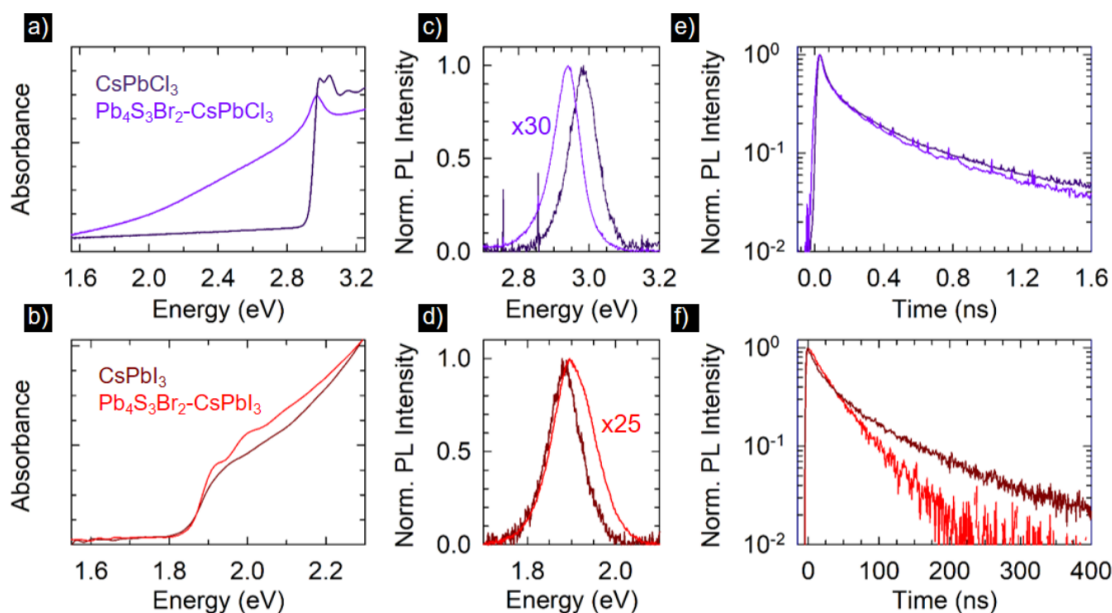 a)
Absorbance
CsPbCl₃
Pb₄S₃Br₂-CsPbCl₃
1.6 2.0 2.4 2.8 3.2
Energy (eV)
c)
Norm. PL Intensity
1.0
0.5
0.0
x30
2.8 3.0 3.2
Energy (eV)
e)
Norm. PL Intensity
10⁰
10⁻¹
10⁻²
0.0 0.4 0.8 1.2 1.6
Time (ns)
b)
Absorbance
CsPbI₃
Pb₄S₃Br₂-CsPbI₃
1.6 1.8 2.0 2.2
Energy (eV)
d)
Norm. PL Intensity
1.0
0.5
0.0
x25
1.8 1.9 2.0
Energy (eV)
f)
Norm. PL Intensity
10⁰
10⁻¹
10⁻²
0 100 200 300 400
Time (ns)